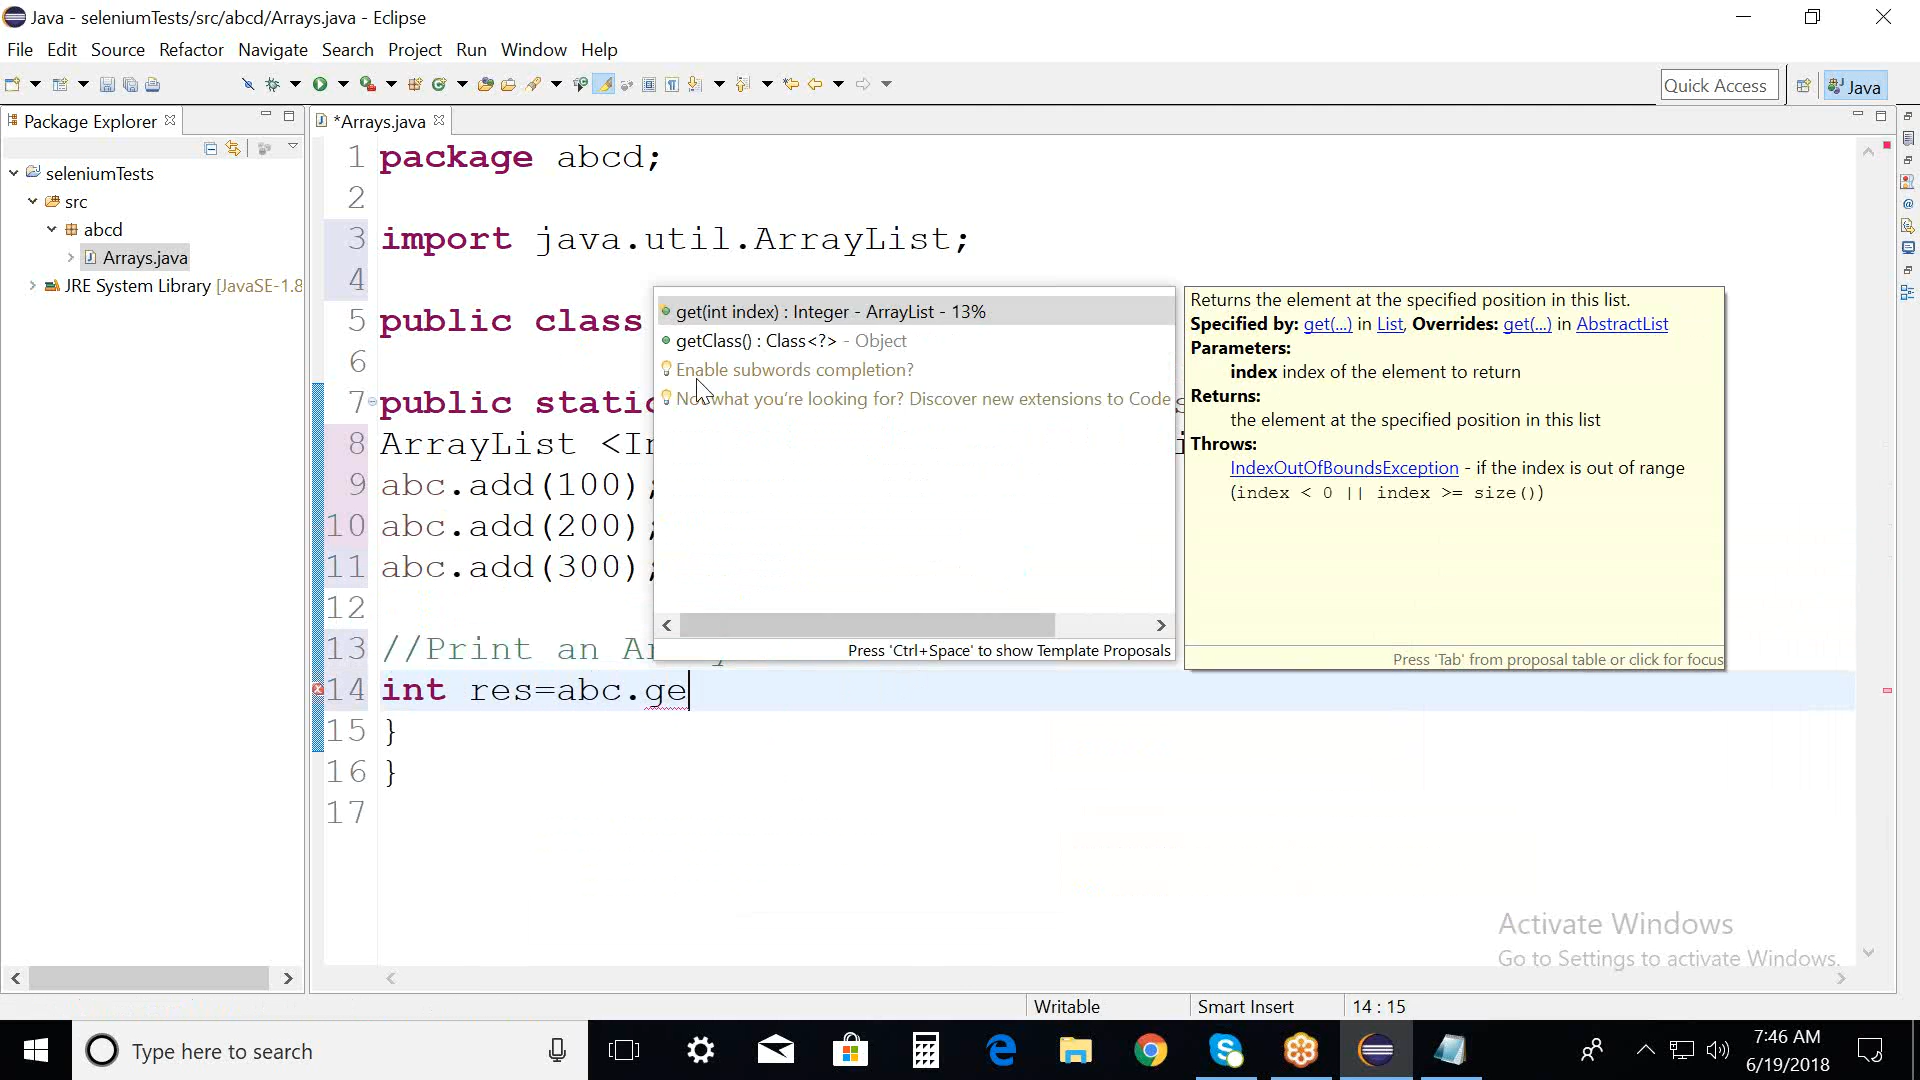 Java - seleniumTests/src/abcd/Arrays.java - Eclipse
File Edit Source Refactor Navigate Search Project Run Window Help
Quick Access
Java
Package Explorer
*Arrays.java
seleniumTests
src
abcd
Arrays.java
JRE System Library [JavaSE-1.8
1 package abcd;
2
3 import java.util.ArrayList;
4
5 public class
6
7 public static
8 ArrayList <In
9 abc.add(100);
10 abc.add(200);
11 abc.add(300);
12
13 //Print an Ar
14 int res=abc.ge
15 }
16 }
17
get(int index) : Integer - ArrayList - 13%
getClass() : Class<?> - Object
Enable subwords completion?
what you're looking for? Discover new extensions to Code
Press 'Ctrl+Space' to show Template Proposals
Returns the element at the specified position in this list.
Specified by: get(...) in List, Overrides: get(...) in AbstractList
Parameters:
index index of the element to return
Returns:
the element at the specified position in this list
Throws:
IndexOutOfBoundsException - if the index is out of range
(index < 0 || index >= size())
Press 'Tab' from proposal table or click for focus
Activate Windows
Go to Settings to activate Windows.
Writable
Smart Insert
14 : 15
Type here to search
7:46 AM
6/19/2018